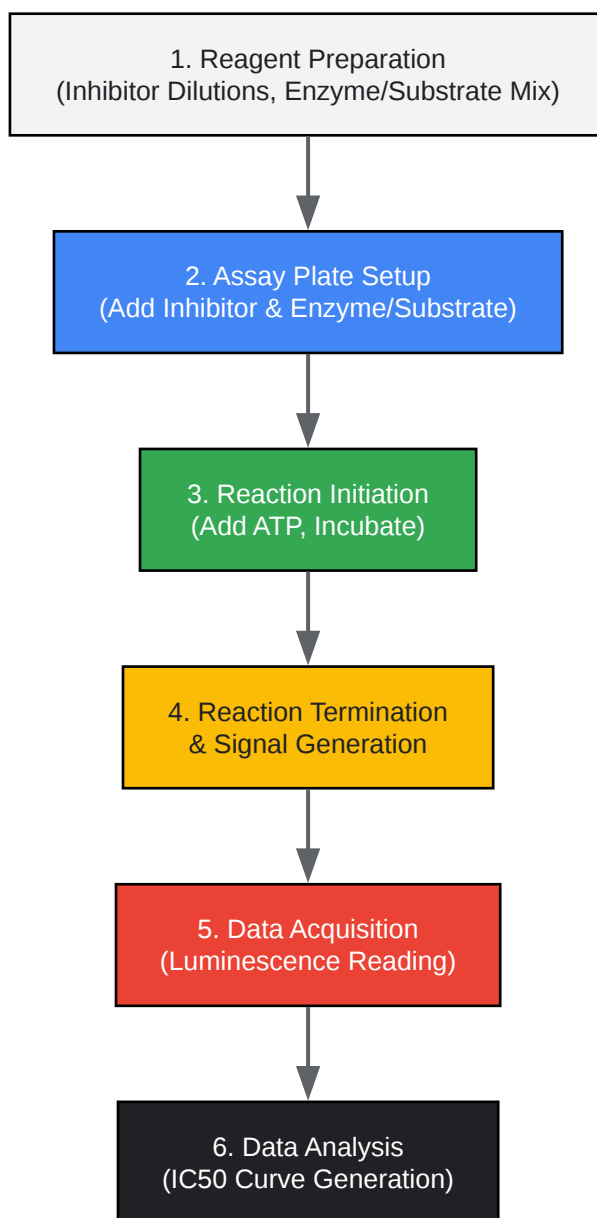 1. Reagent Preparation
(Inhibitor Dilutions, Enzyme/Substrate Mix)
2. Assay Plate Setup
(Add Inhibitor & Enzyme/Substrate)
3. Reaction Initiation
(Add ATP, Incubate)
4. Reaction Termination
& Signal Generation
5. Data Acquisition
(Luminescence Reading)
6. Data Analysis
(IC50 Curve Generation)